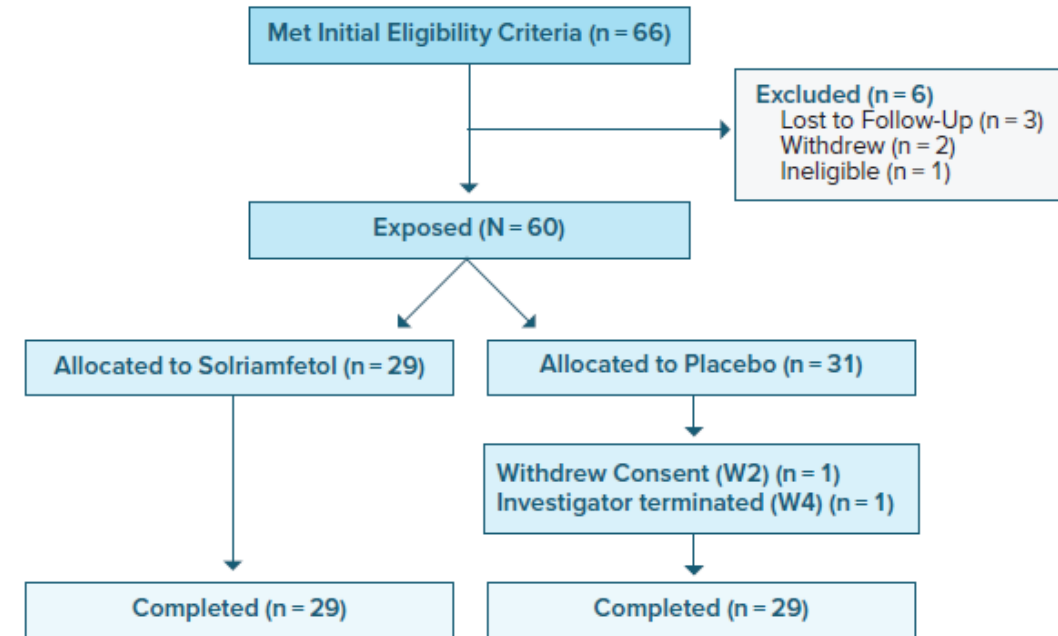 Met Initial Eligibility Criteria (n = 66)
Excluded (n = 6)
Lost to Follow-Up (n = 3)
Withdrew (n = 2)
Ineligible (n = 1)
Exposed (N = 60)
Allocated to Solriamfetol (n = 29)
Allocated to Placebo (n = 31)
Withdrew Consent (W2) (n = 1)
Investigator terminated (W4) (n = 1)
Completed (n = 29)
Completed (n = 29)